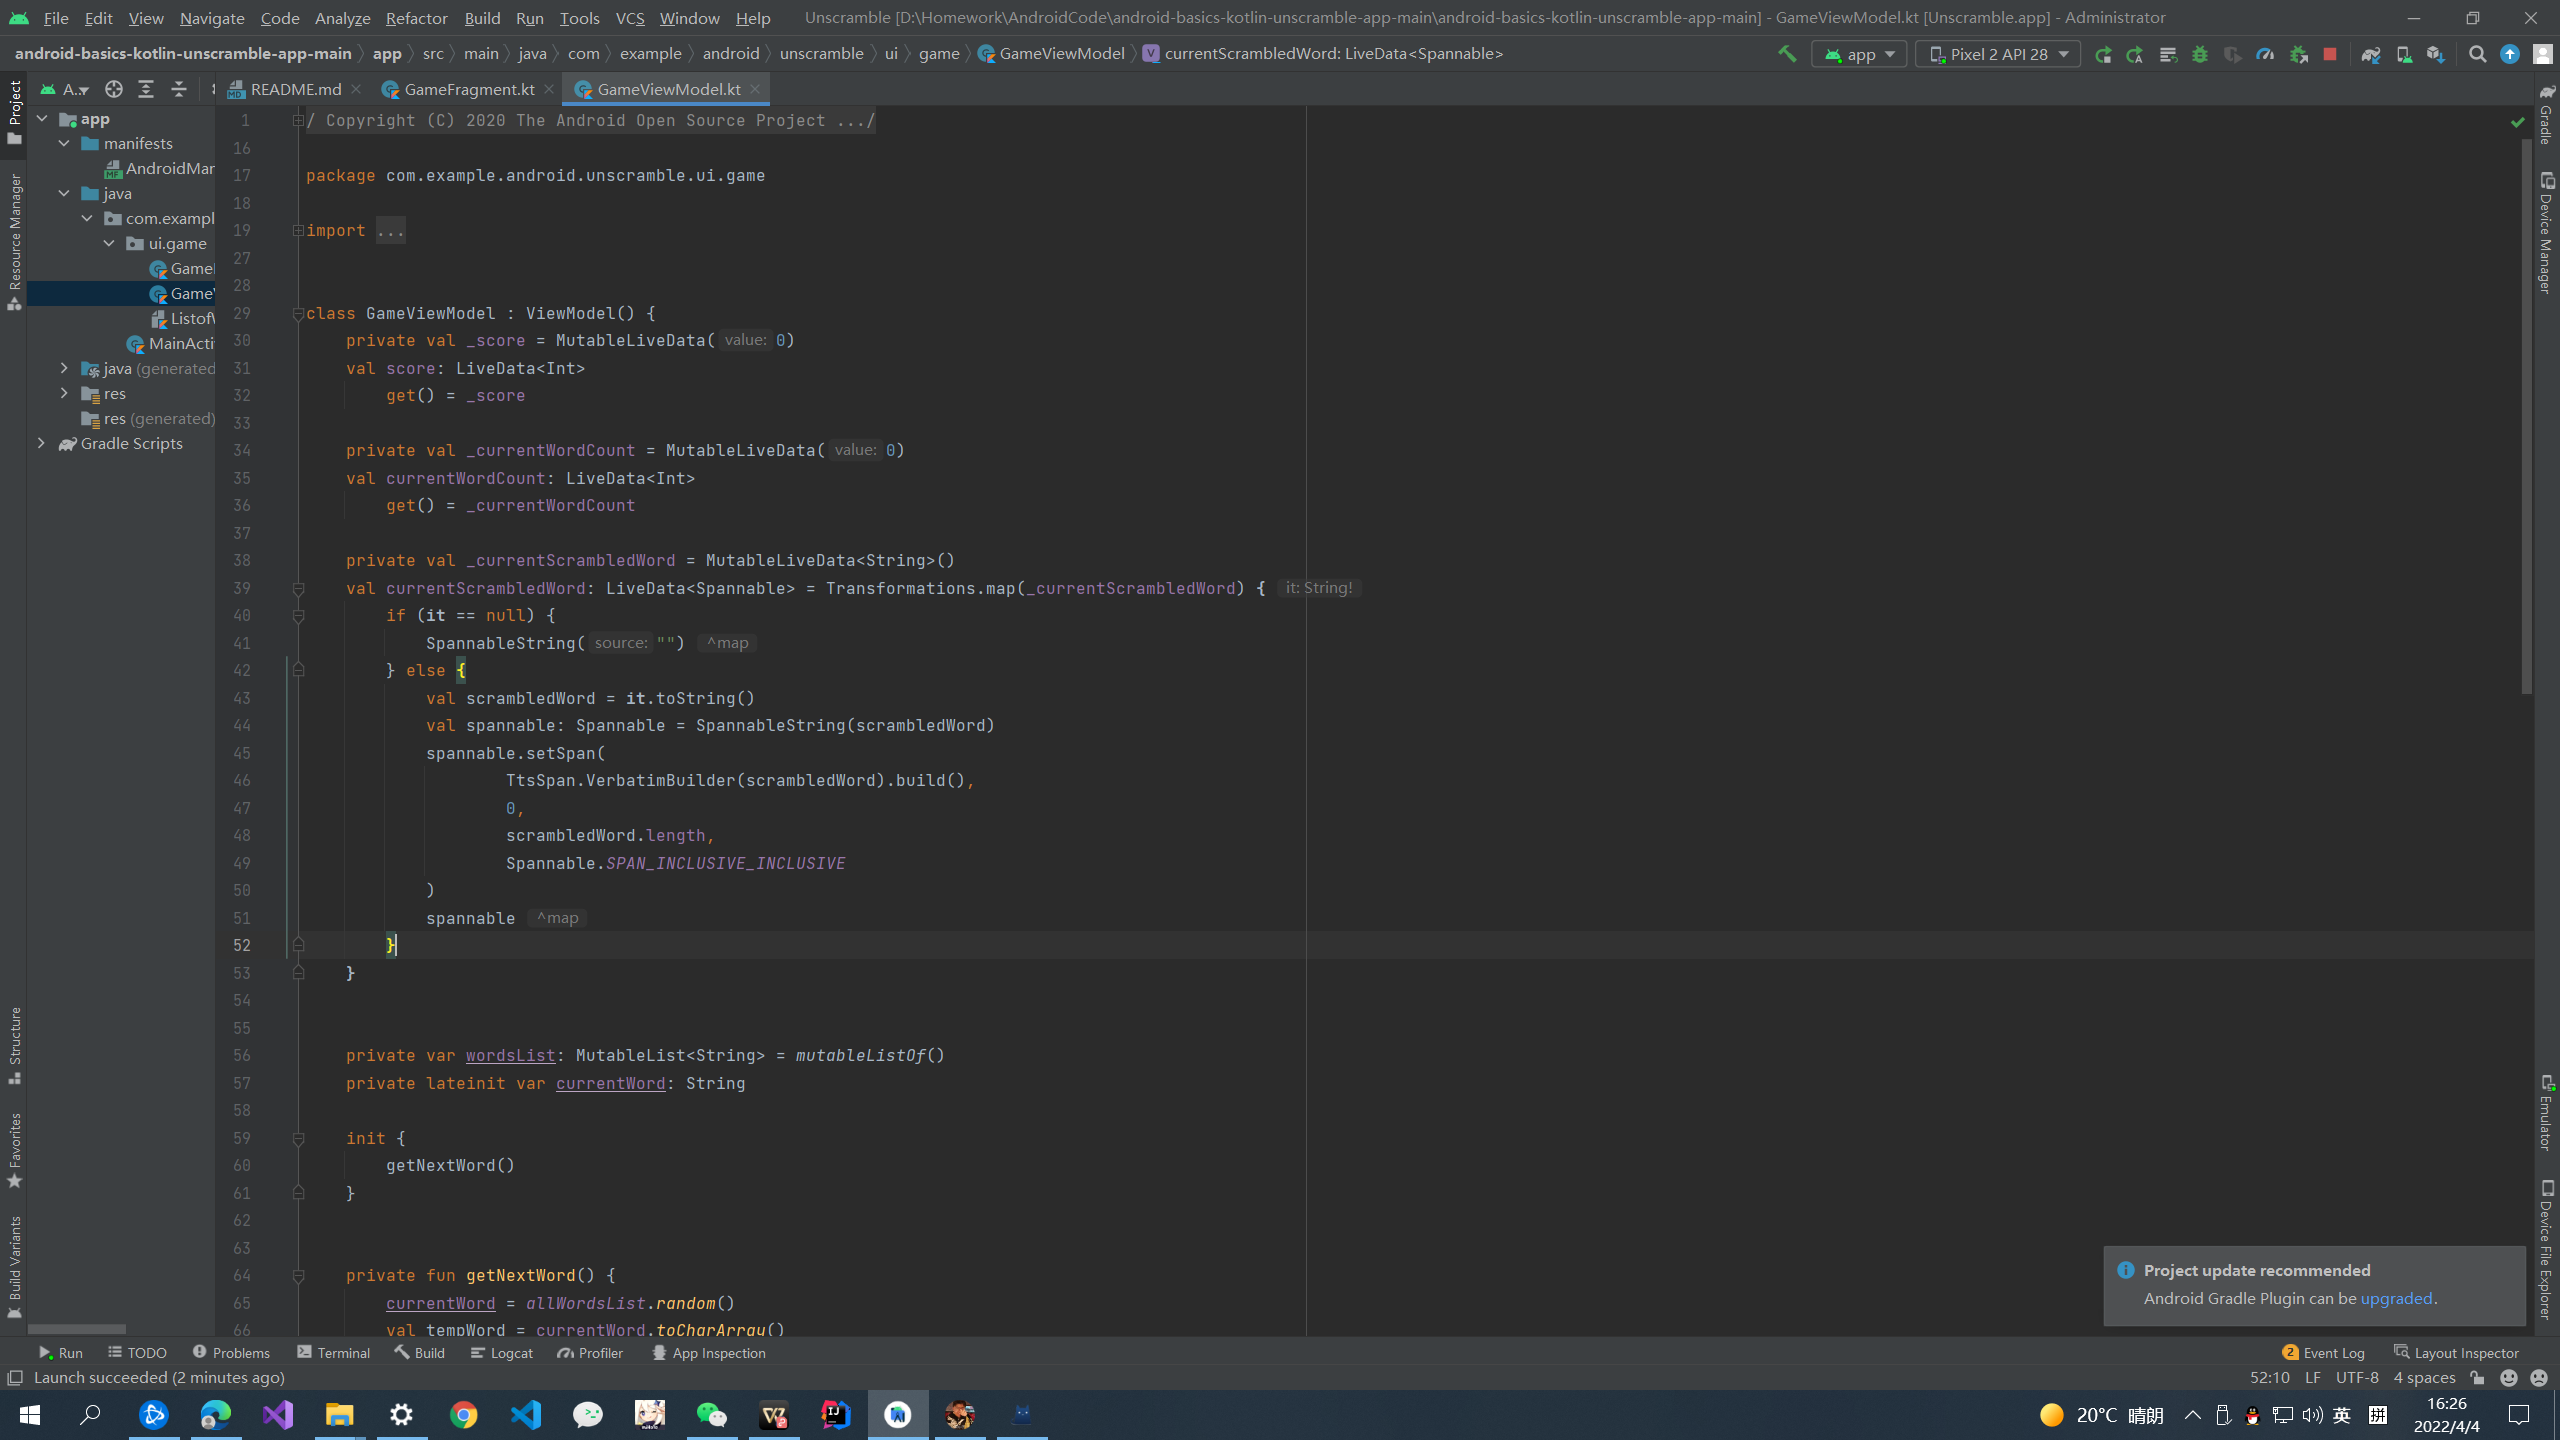 File Edit View Navigate Code Analyze Refactor Build Run Tools VCS Window Help Unscramble [D:\Homework\AndroidCode\android-basics-kotlin-unscramble-app-main\android-basics-kotlin-unscramble-app-main] - GameViewModel.kt [Unscramble.app] - Administrator
android-basics-kotlin-unscramble-app-main app src main java com example android unscramble ui game GameViewModel currentScrambledWord: LiveData<Spannable> app Pixel 2 API 28
A.. README.md GameFragment.kt GameViewModel.kt
Project
Resource Manager
Structure
Favorites
Build Variants
app
manifests
AndroidMan
java
com.exampl
ui.game
Game
GameV
Listof
MainActi
java (generated
res
res (generated)
Gradle Scripts
1 / Copyright (C) 2020 The Android Open Source Project .../
16
17 package com.example.android.unscramble.ui.game
18
19 import ...
27
28
29 class GameViewModel : ViewModel() {
30 private val _score = MutableLiveData( value: 0)
31 val score: LiveData<Int>
32 get() = _score
33
34 private val _currentWordCount = MutableLiveData( value: 0)
35 val currentWordCount: LiveData<Int>
36 get() = _currentWordCount
37
38 private val _currentScrambledWord = MutableLiveData<String>()
39 val currentScrambledWord: LiveData<Spannable> = Transformations.map(_currentScrambledWord) { it: String!
40 if (it == null) {
41 SpannableString( source: "") ^map
42 } else {
43 val scrambledWord = it.toString()
44 val spannable: Spannable = SpannableString(scrambledWord)
45 spannable.setSpan(
46 TtsSpan.VerbatimBuilder(scrambledWord).build(),
47 0,
48 scrambledWord.length,
49 Spannable.SPAN_INCLUSIVE_INCLUSIVE
50 )
51 spannable ^map
52 }
53 }
54
55
56 private var wordsList: MutableList<String> = mutableListOf()
57 private lateinit var currentWord: String
58
59 init {
60 getNextWord()
61 }
62
63
64 private fun getNextWord() {
65 currentWord = allWordsList.random()
66 val tempWord = currentWord.toCharArray()
Gradle
Device Manager
Emulator
Device File Explorer
Project update recommended
Android Gradle Plugin can be upgraded.
Run TODO Problems Terminal Build Logcat Profiler App Inspection 2 Event Log Layout Inspector
Launch succeeded (2 minutes ago) 52:10 LF UTF-8 4 spaces
20°C 晴朗 英 拼 16:26
2022/4/4